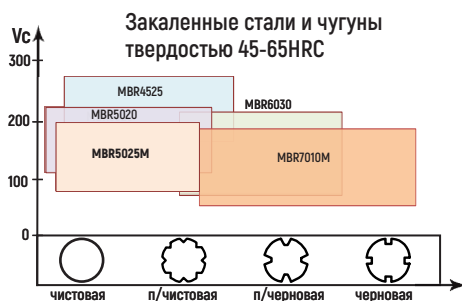 Закаленные стали и чугуны
твердостью 45-65HRC
Vc
300
MBR4525
MBR5020
MBR6030
200
MBR5025M
MBR7010M
100
0
чистовая п/чистовая п/черновая черновая